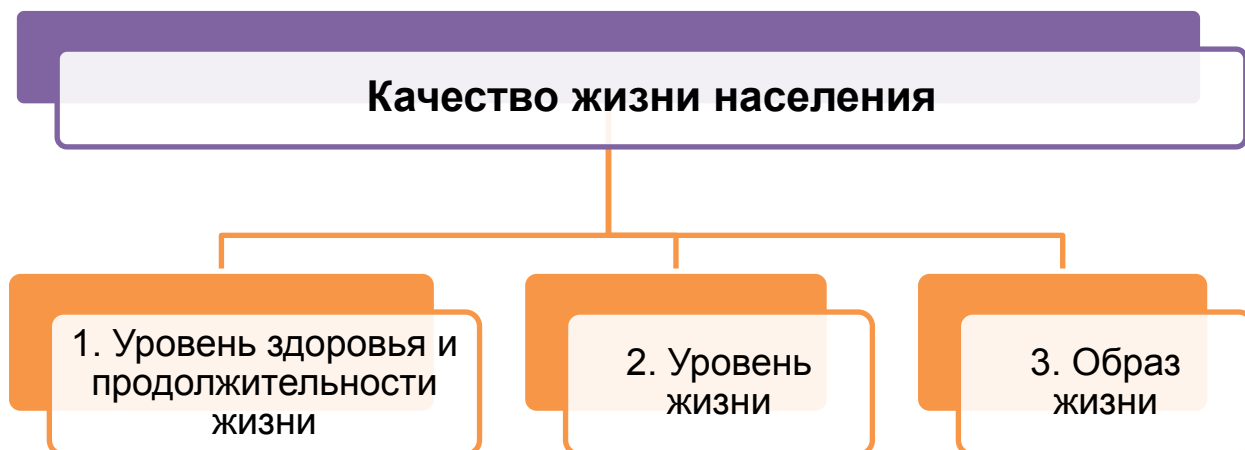 Качество жизни населения
1. Уровень здоровья и
продолжительности
жизни
2. Уровень
жизни
3. Образ
жизни